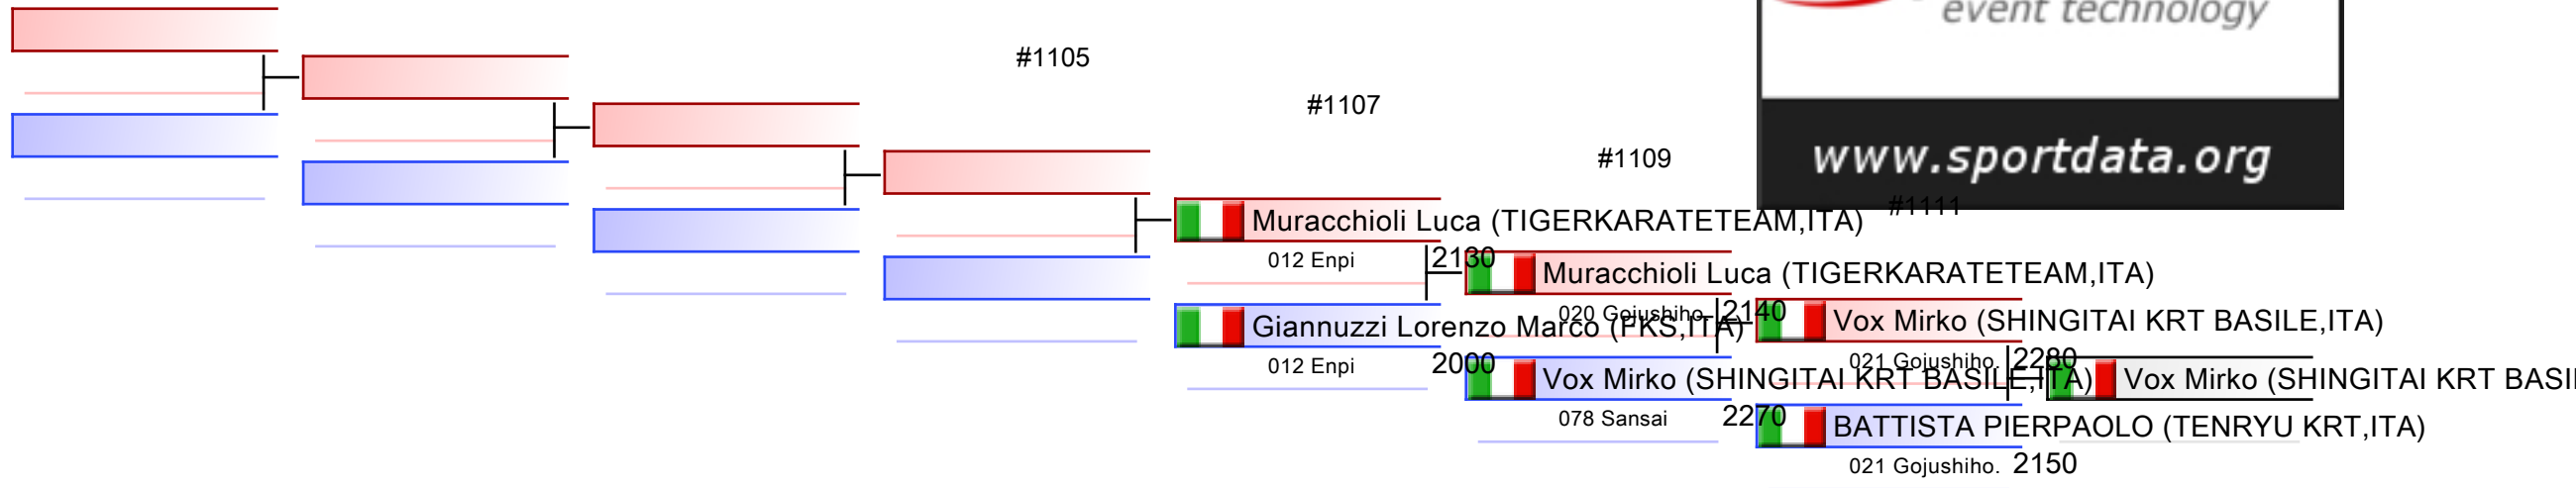 event technology
#1105
#1107
www.sportdata.org
#1109
#1111
Muracchioli Luca (TIGERKARATETEAM,ITA)
012 Enpi 2130
Muracchioli Luca (TIGERKARATETEAM,ITA)
020 Gojushiho. 2140
Giannuzzi Lorenzo Marco (FKS,ITA)
012 Enpi 2000
Vox Mirko (SHINGITAI KRT BASILE,ITA)
021 Gojushiho. 2280
Vox Mirko (SHINGITAI KRT BASILE,ITA)
078 Sansai 2270
Vox Mirko (SHINGITAI KRT BASI
BATTISTA PIERPAOLO (TENRYU KRT,ITA)
021 Gojushiho. 2150